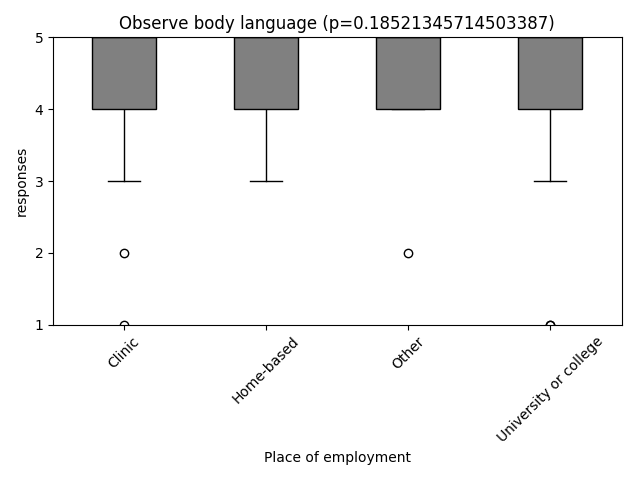 Observe body language (p=0.18521345714503387)
5
4
3
2
1
responses
Clinic
Home-based
Other
University or college
Place of employment